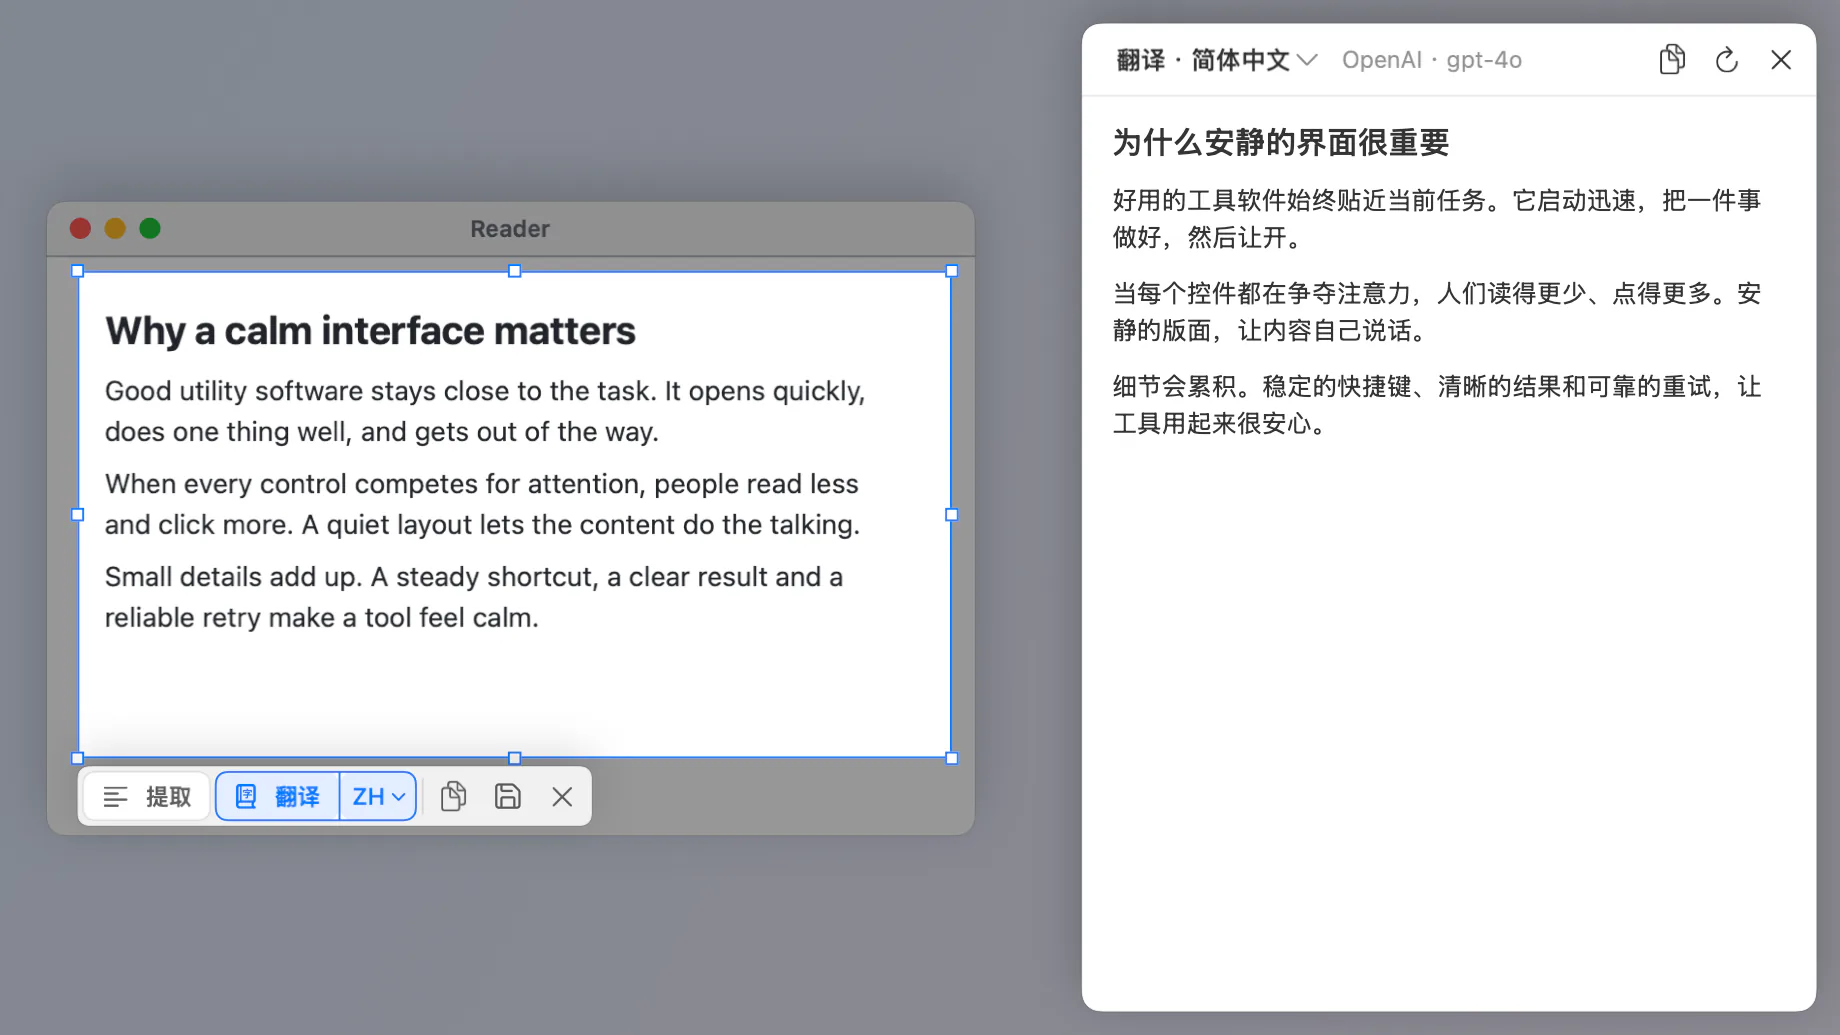 Reader
Why a calm interface matters
Good utility software stays close to the task. It opens quickly,
does one thing well, and gets out of the way.
When every control competes for attention, people read less
and click more. A quiet layout lets the content do the talking.
Small details add up. A steady shortcut, a clear result and a
reliable retry make a tool feel calm.
提取 字 翻译 ZH
翻译 · 简体中文 OpenAI · gpt-4o
为什么安静的界面很重要
好用的工具软件始终贴近当前任务。它启动迅速，把一件事
做好，然后让开。
当每个控件都在争夺注意力，人们读得更少、点得更多。安
静的版面，让内容自己说话。
细节会累积。稳定的快捷键、清晰的结果和可靠的重试，让
工具用起来很安心。